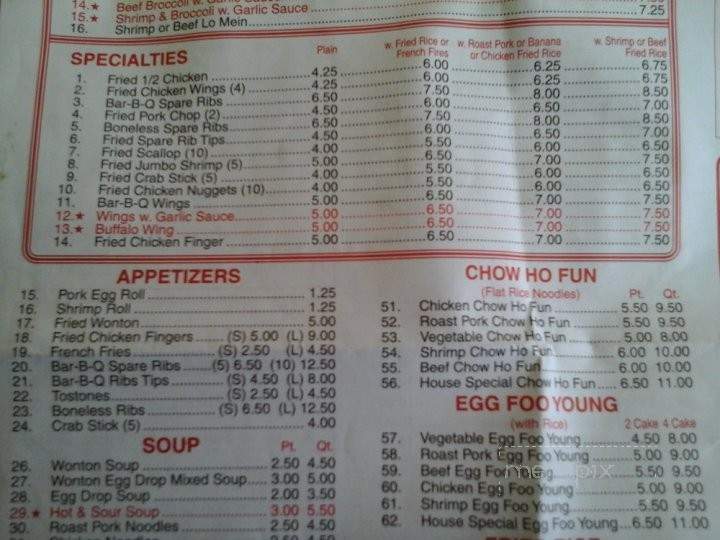 14.★ Beef Broccoli w. Garlic Sauce
15.★ Shrimp & Broccoli w. Garlic Sauce 7.25
16. Shrimp or Beef Lo Mein
SPECIALTIES Plain w. Fried Rice or French Fires w. Roast Pork or Banana or Chicken Fried Rice w. Shrimp or Beef Fried Rice
1. Fried 1/2 Chicken 4.25 6.00 6.25 6.75
2. Fried Chicken Wings (4) 4.25 6.00 6.25 6.75
3. Bar-B-Q Spare Ribs 6.50 7.50 8.00 8.50
4. Fried Pork Chop (2) 4.50 6.00 6.50 7.00
5. Boneless Spare Ribs 6.50 7.50 8.00 8.50
6. Fried Spare Rib Tips 4.50 6.00 6.50 7.00
7. Fried Scallop (10) 4.00 5.50 6.00 6.50
8. Fried Jumbo Shrimp (5) 5.00 6.50 7.00 7.50
9. Fried Crab Stick (5) 4.00 5.50 6.00 6.50
10. Fried Chicken Nuggets (10) 4.00 5.50 6.00 6.50
11. Bar-B-Q Wings 5.00 6.50 7.00 7.50
12.★ Wings w. Garlic Sauce 5.00 6.50 7.00 7.50
13.★ Buffalo Wing 5.00 6.50 7.00 7.50
14. Fried Chicken Finger 5.00 6.50 7.00 7.50
APPETIZERS
15. Pork Egg Roll 1.25
16. Shrimp Roll 1.25
17. Fried Wonton 5.00
18. Fried Chicken Fingers (S) 5.00 (L) 9.00
19. French Fries (S) 2.50 (L) 4.50
20. Bar-B-Q Spare Ribs (5) 6.50 (10) 12.50
21. Bar-B-Q Ribs Tips (S) 4.50 (L) 8.00
22. Tostones (S) 2.50 (L) 4.50
23. Boneless Ribs (S) 6.50 (L) 12.50
24. Crab Stick (5) 4.00
SOUP Pt. Qt.
26. Wonton Soup 2.50 4.50
27. Wonton Egg Drop Mixed Soup 3.00 5.00
28. Egg Drop Soup 2.00 3.50
29.★ Hot & Sour Soup 3.00 5.50
30. Roast Pork Noodles 2.50 4.50
CHOW HO FUN
(Flat Rice Noodles) Pt. Qt.
51. Chicken Chow Ho Fun 5.50 9.50
52. Roast Pork Chow Ho Fun 5.50 9.50
53. Vegetable Chow Ho Fun 5.00 8.00
54. Shrimp Chow Ho Fun 6.00 10.00
55. Beef Chow Ho Fun 6.00 10.00
56. House Special Chow Ho Fun 6.50 11.00
EGG FOO YOUNG
(with Rice) 2 Cake 4 Cake
57. Vegetable Egg Foo Young 4.50 8.00
58. Roast Pork Egg Foo Young 5.00 9.00
59. Beef Egg Foo Young 5.50 9.50
60. Chicken Egg Foo Young 5.00 9.00
61. Shrimp Egg Foo Young 5.50 9.50
62. House Special Egg Foo Young 6.50 11.00